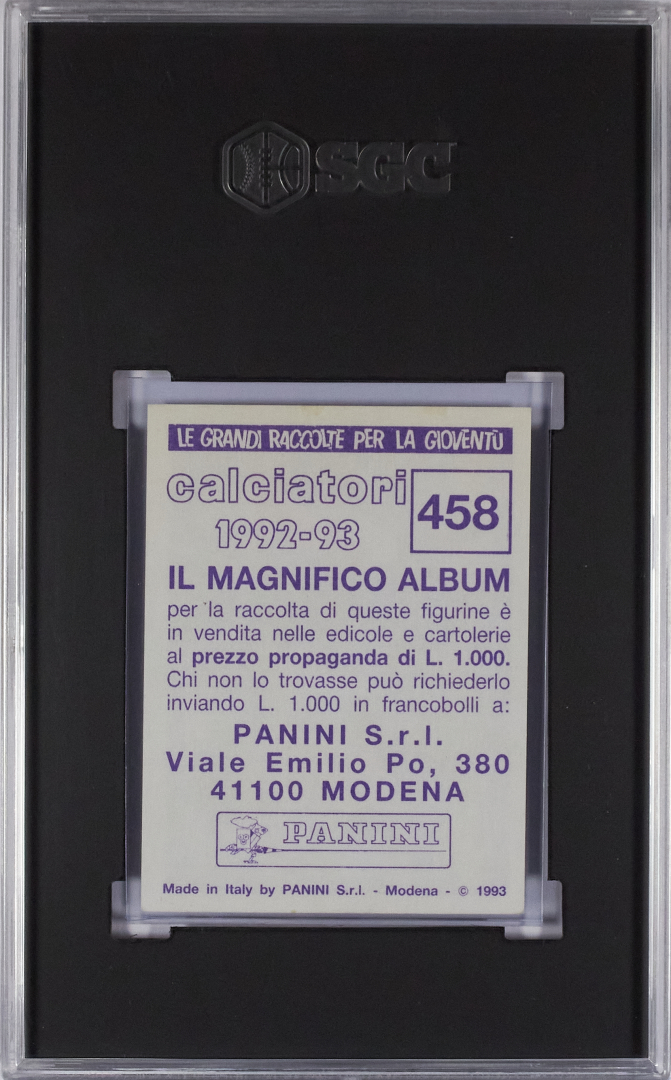 SGC
LE GRANDI RACCOLTE PER LA GIOVENTÙ
calciatori
1992-93
458
IL MAGNIFICO ALBUM
per la raccolta di queste figurine è
in vendita nelle edicole e cartolerie
al prezzo propaganda di L. 1.000.
Chi non lo trovasse può richiederlo
inviando L. 1.000 in francobolli a:
PANINI S.r.l.
Viale Emilio Po, 380
41100 MODENA
PANINI
Made in Italy by PANINI S.r.l. - Modena - © 1993